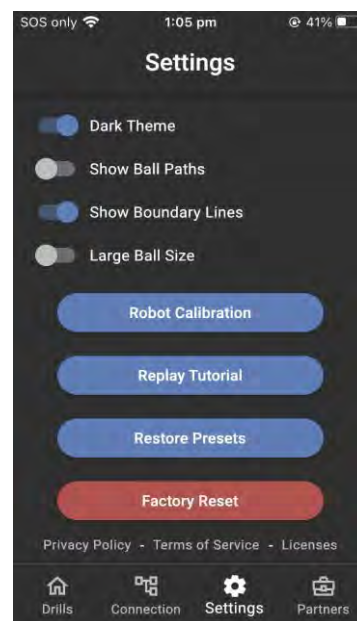 SOS only 1:05 pm 41%
Settings
Dark Theme
Show Ball Paths
Show Boundary Lines
Large Ball Size
Robot Calibration
Replay Tutorial
Restore Presets
Factory Reset
Privacy Policy - Terms of Service - Licenses
Drills Connection Settings Partners